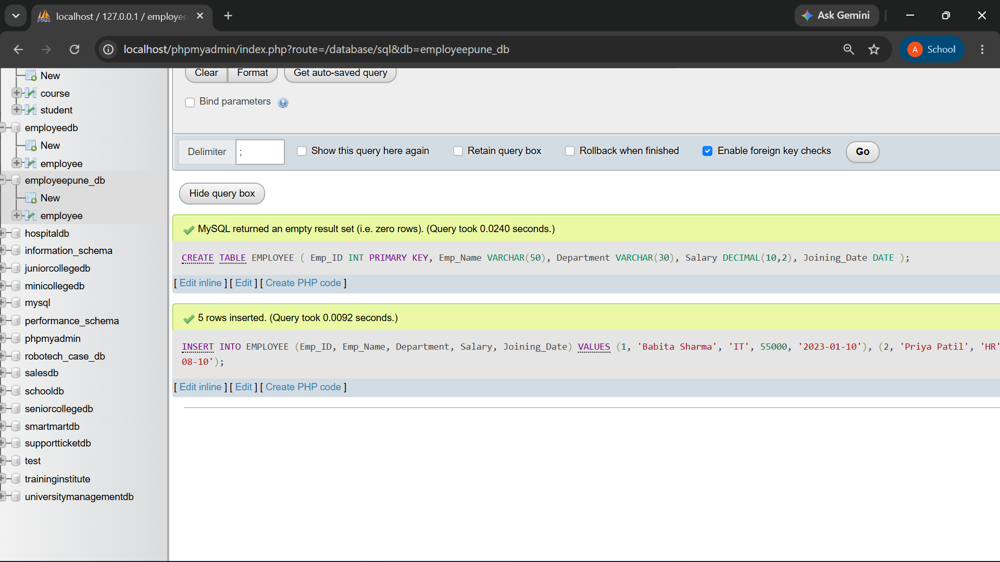 localhost / 127.0.0.1 / employee
Ask Gemini
localhost/phpmyadmin/index.php?route=/database/sql&db=employeepune_db
A School
New
course
student
employeedb
New
employee
employeepune_db
New
employee
hospitaldb
information_schema
juniorcollegedb
minicollegedb
mysql
performance_schema
phpmyadmin
robotech_case_db
salesdb
schooldb
seniorcollegedb
smartmartdb
supportticketdb
test
traininginstitute
universitymanagementdb
Clear Format Get auto-saved query
Bind parameters
Delimiter ; Show this query here again Retain query box Rollback when finished Enable foreign key checks Go
Hide query box
MySQL returned an empty result set (i.e. zero rows). (Query took 0.0240 seconds.)
CREATE TABLE EMPLOYEE ( Emp_ID INT PRIMARY KEY, Emp_Name VARCHAR(50), Department VARCHAR(30), Salary DECIMAL(10,2), Joining_Date DATE );
[ Edit inline ] [ Edit ] [ Create PHP code ]
5 rows inserted. (Query took 0.0092 seconds.)
INSERT INTO EMPLOYEE (Emp_ID, Emp_Name, Department, Salary, Joining_Date) VALUES (1, 'Babita Sharma', 'IT', 55000, '2023-01-10'), (2, 'Priya Patil', 'HR'
08-10');
[ Edit inline ] [ Edit ] [ Create PHP code ]